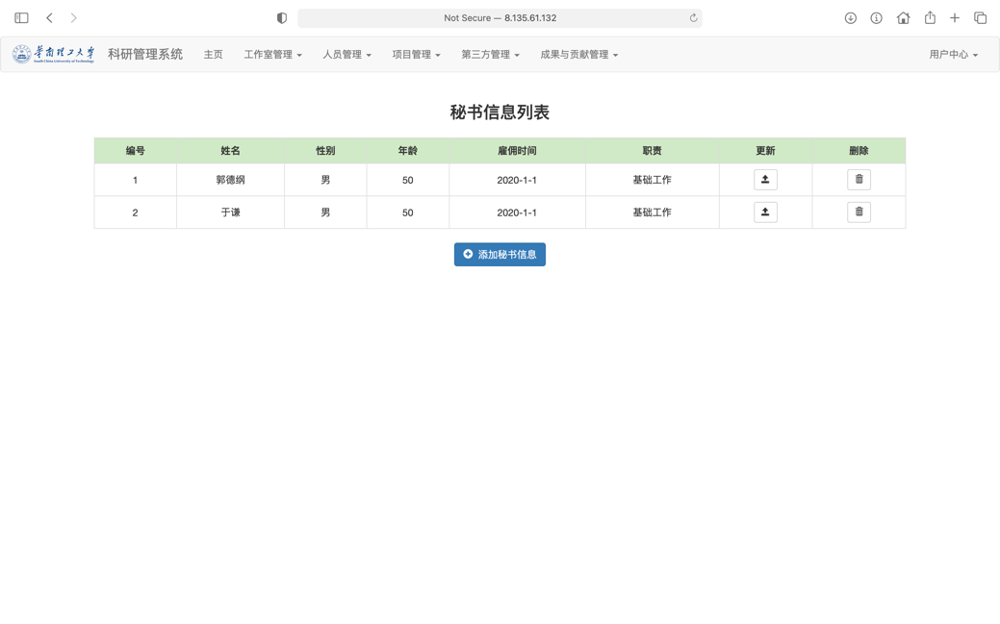 Not Secure — 8.135.61.132
华南理工大学 科研管理系统 主页 工作室管理 人员管理 项目管理 第三方管理 成果与贡献管理 用户中心
South China University of Technology
秘书信息列表
编号 姓名 性别 年龄 雇佣时间 职责 更新 删除
1 郭德纲 男 50 2020-1-1 基础工作
2 于谦 男 50 2020-1-1 基础工作
添加秘书信息